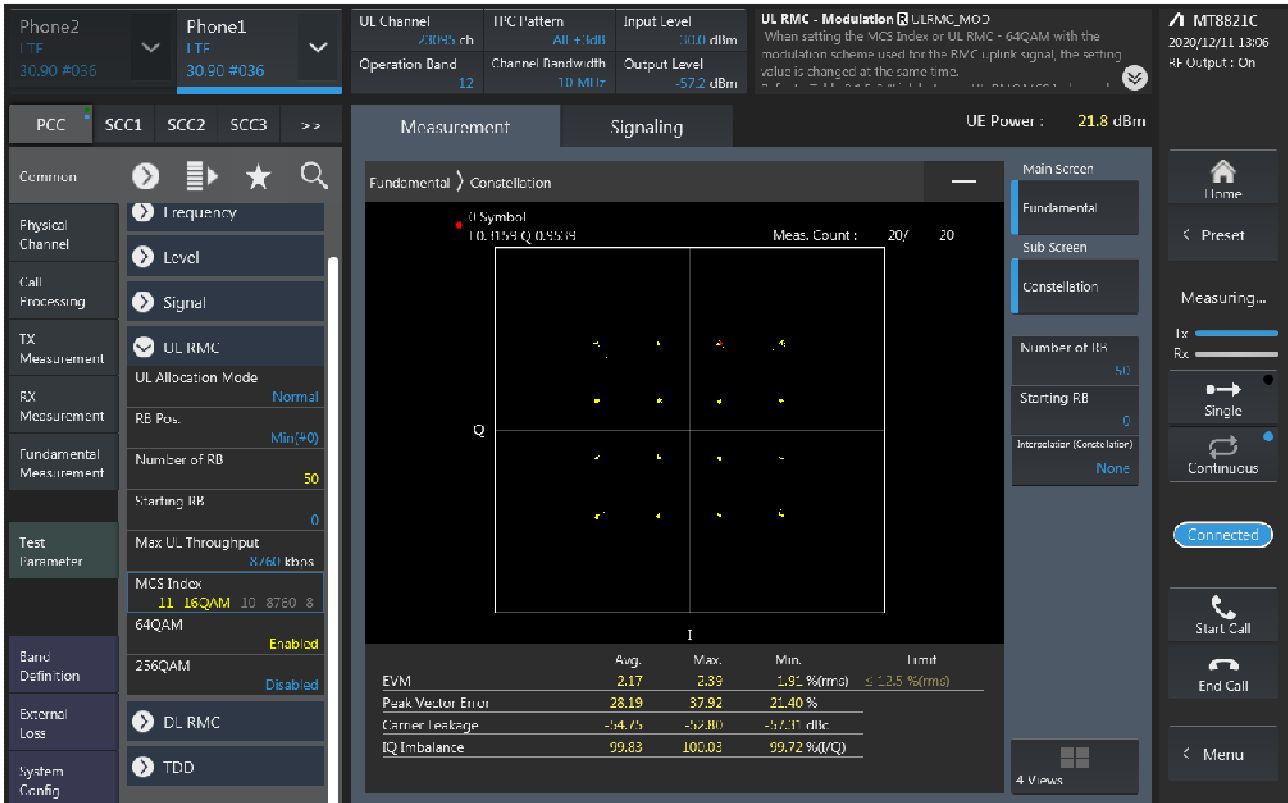 Phone2
LTE
30.90 #036
Phone1
LTE
30.90 #036
UL Channel
23095 ch
Operation Band
12
TPC Pattern
All +3dB
Channel Bandwidth
10 MHz
Input Level
30.0 dBm
Output Level
-57.2 dBm
UL RMC - Modulation R ULRMC_MOD
When setting the MCS Index or UL RMC - 64QAM with the
modulation scheme used for the RMC uplink signal, the setting
value is changed at the same time.
MT8821C
2020/12/11 13:06
RF Output : On
PCC
SCC1
SCC2
SCC3
>>
Measurement
Signaling
UE Power : 21.8 dBm
Common
Physical
Channel
Call
Processing
TX
Measurement
RX
Measurement
Fundamental
Measurement
Test
Parameter
Band
Definition
External
Loss
System
Config
Frequency
Level
Signal
UL RMC
UL Allocation Mode
Normal
RB Pos.
Min(#0)
Number of RB
50
Starting RB
0
Max UL Throughput
8760 kbps
MCS Index
11 16QAM 10 8760 8
64QAM
Enabled
256QAM
Disabled
DL RMC
TDD
Fundamental > Constellation
0 Symbol
I 0.3159 Q 0.9539
Meas. Count : 20/ 20
Q
I
Avg. Max. Min. Limit
EVM 2.17 2.39 1.91 %(rms) ≤ 12.5 %(rms)
Peak Vector Error 28.19 37.92 21.40 %
Carrier Leakage -54.75 -52.80 -57.31 dBc
IQ Imbalance 99.83 100.03 99.72 %(I/Q)
Main Screen
Fundamental
Sub Screen
Constellation
Number of RB
50
Starting RB
0
Interpolation (Constellation)
None
4 Views
Home
< Preset
Measuring...
Tx
Rx
Single
Continuous
Connected
Start Call
End Call
< Menu